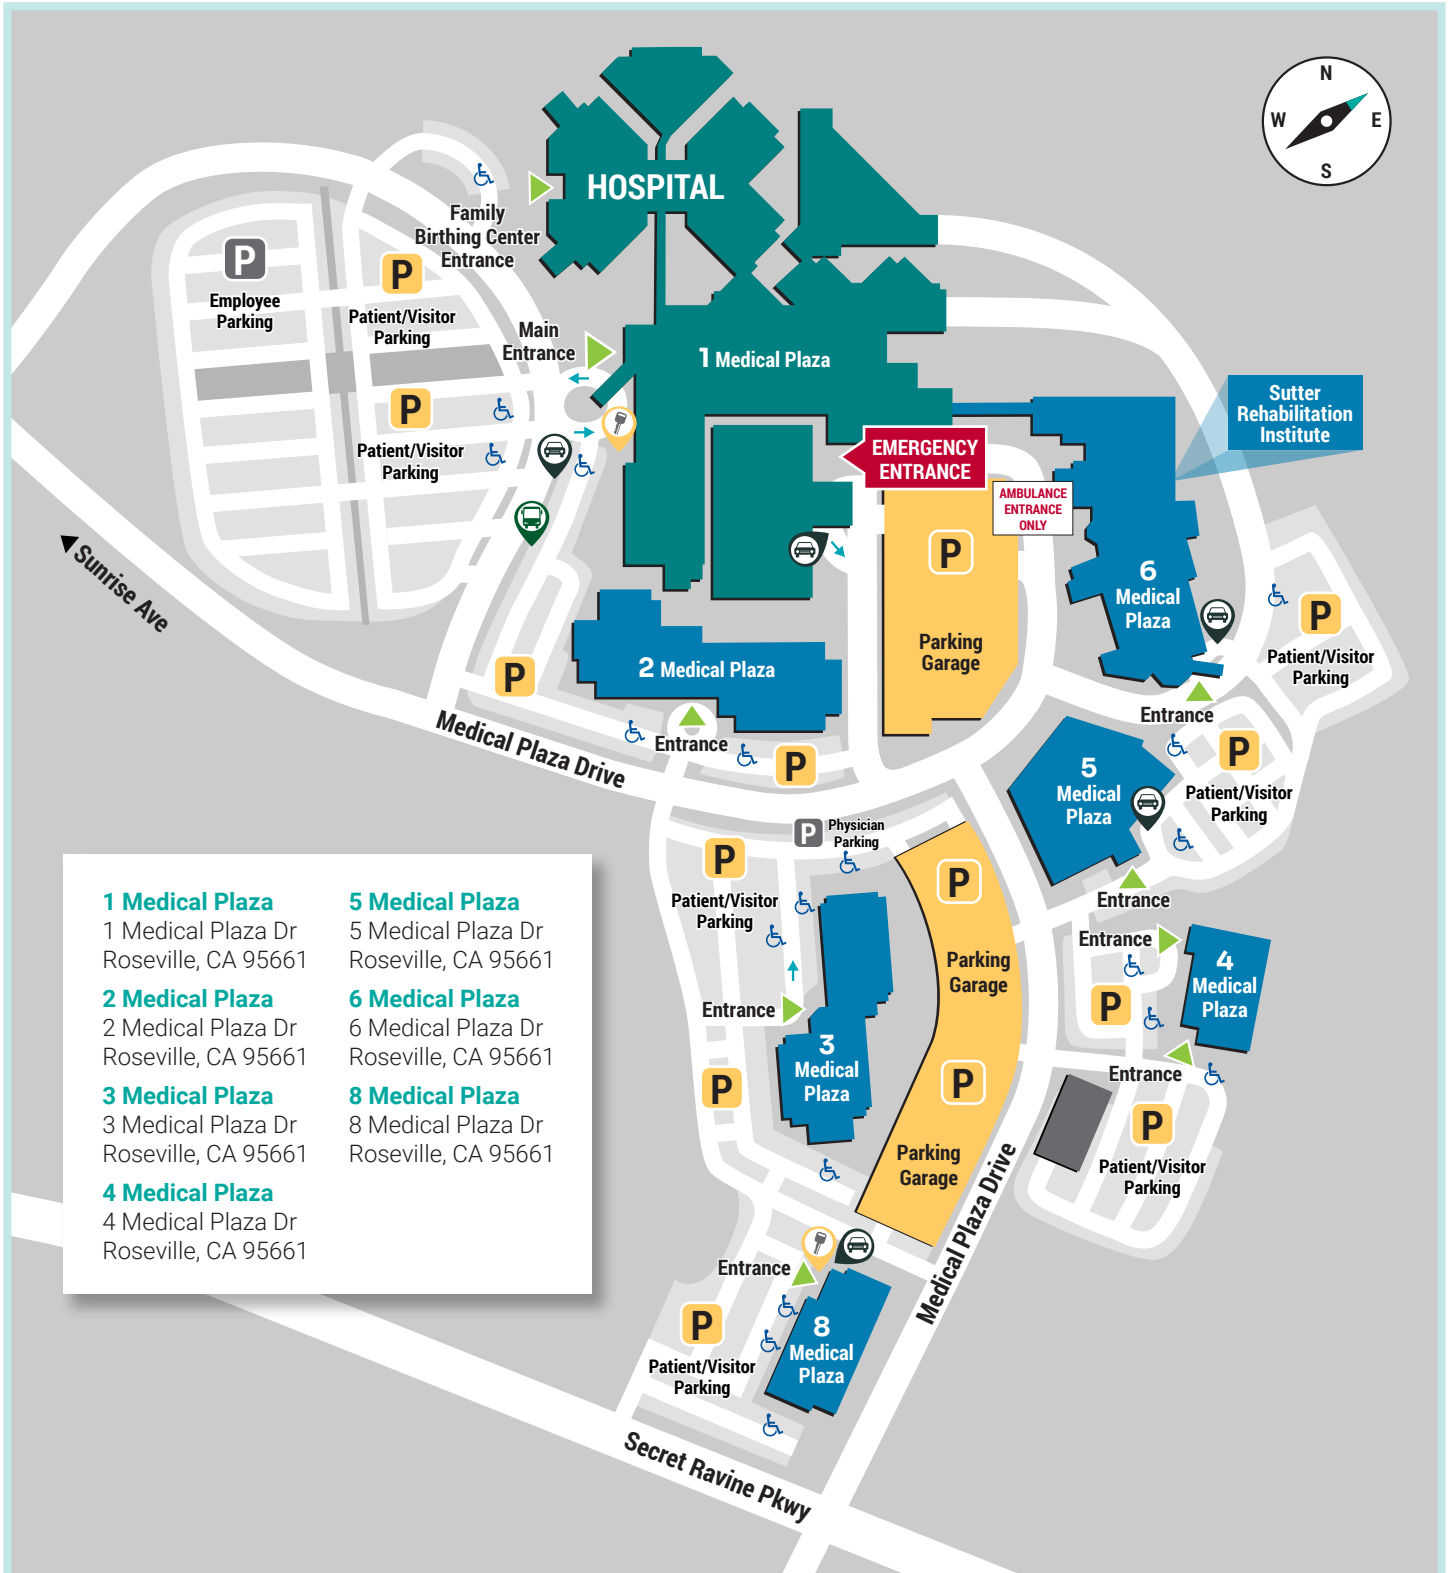 N
W
E
S
HOSPITAL
Family
Birthing Center
Entrance
P
Employee
Parking
P
Patient/Visitor
Parking
Main
Entrance
1 Medical Plaza
P
Patient/Visitor
Parking
Sutter
Rehabilitation
Institute
EMERGENCY
ENTRANCE
AMBULANCE
ENTRANCE
ONLY
P
Parking
Garage
6
Medical
Plaza
Sunrise Ave
P
Patient/Visitor
Parking
2 Medical Plaza
P
Entrance
Entrance
Medical Plaza Drive
P
P
Patient/Visitor
Parking
5
Medical
Plaza
P
Physician
Parking
P
Patient/Visitor
Parking
P
Entrance
Parking
Garage
Entrance
4
Medical
Plaza
P
Entrance
3
Medical
Plaza
P
P
Entrance
P
Patient/Visitor
Parking
Parking
Garage
Medical Plaza Drive
Entrance
8
Medical
Plaza
P
Patient/Visitor
Parking
Secret Ravine Pkwy
1 Medical Plaza
1 Medical Plaza Dr
Roseville, CA 95661
2 Medical Plaza
2 Medical Plaza Dr
Roseville, CA 95661
3 Medical Plaza
3 Medical Plaza Dr
Roseville, CA 95661
4 Medical Plaza
4 Medical Plaza Dr
Roseville, CA 95661
5 Medical Plaza
5 Medical Plaza Dr
Roseville, CA 95661
6 Medical Plaza
6 Medical Plaza Dr
Roseville, CA 95661
8 Medical Plaza
8 Medical Plaza Dr
Roseville, CA 95661